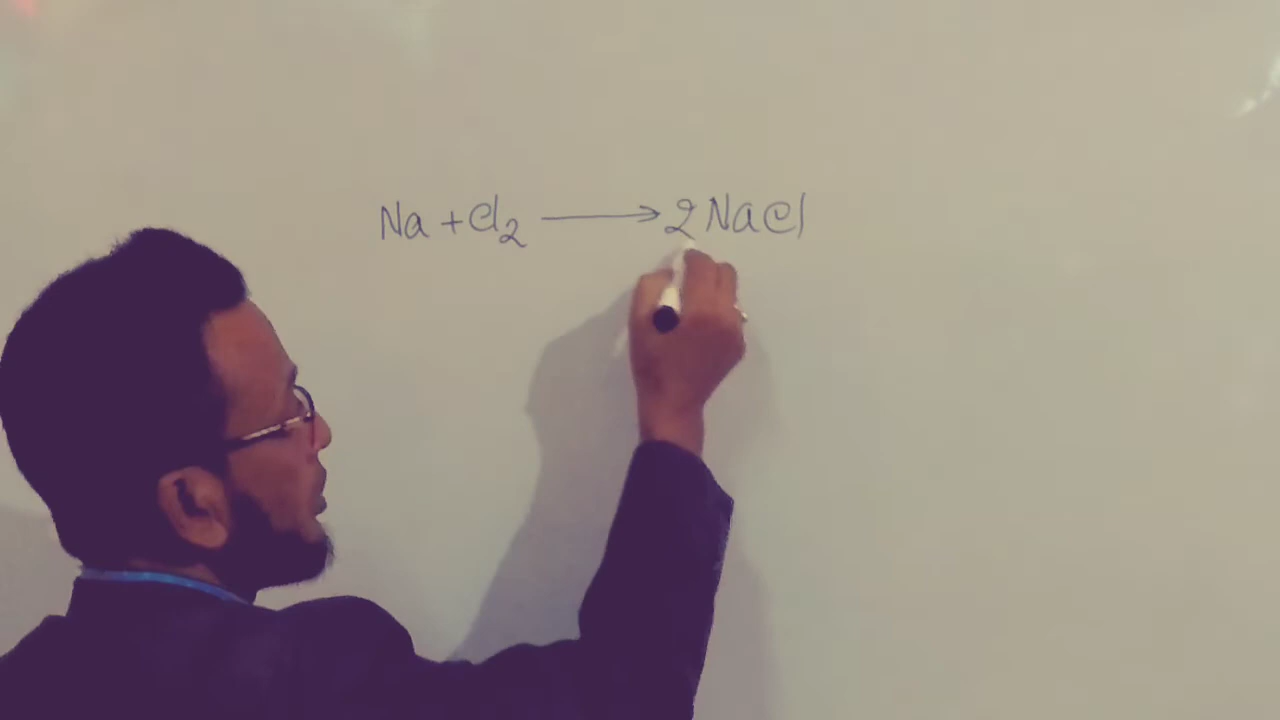 Na + Cl₂ ⟶ 2 NaCl